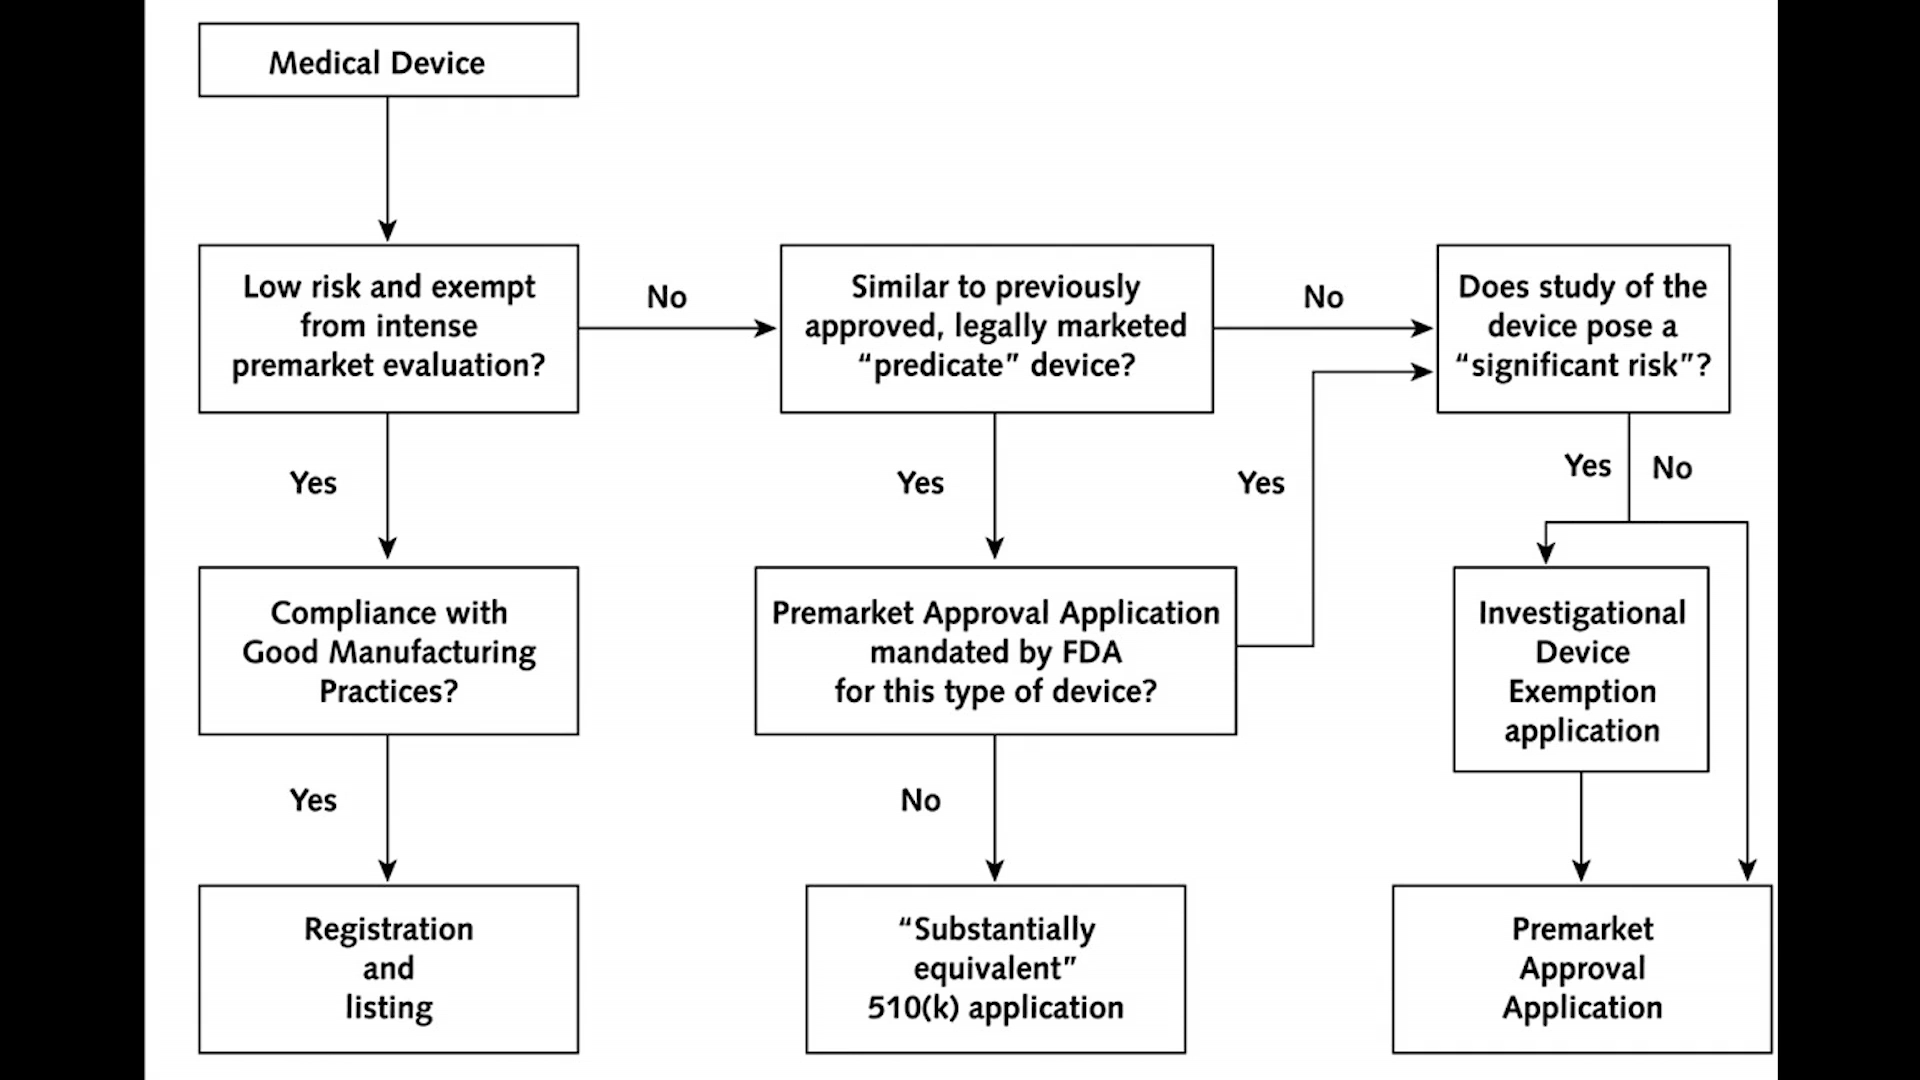 Medical Device
Low risk and exempt
from intense
premarket evaluation?
No
Similar to previously
approved, legally marketed
“predicate” device?
No
Does study of the
device pose a
“significant risk”?
Yes
Yes
Yes
Yes
No
Compliance with
Good Manufacturing
Practices?
Premarket Approval Application
mandated by FDA
for this type of device?
Investigational
Device
Exemption
application
Yes
No
Registration
and
listing
“Substantially
equivalent”
510(k) application
Premarket
Approval
Application